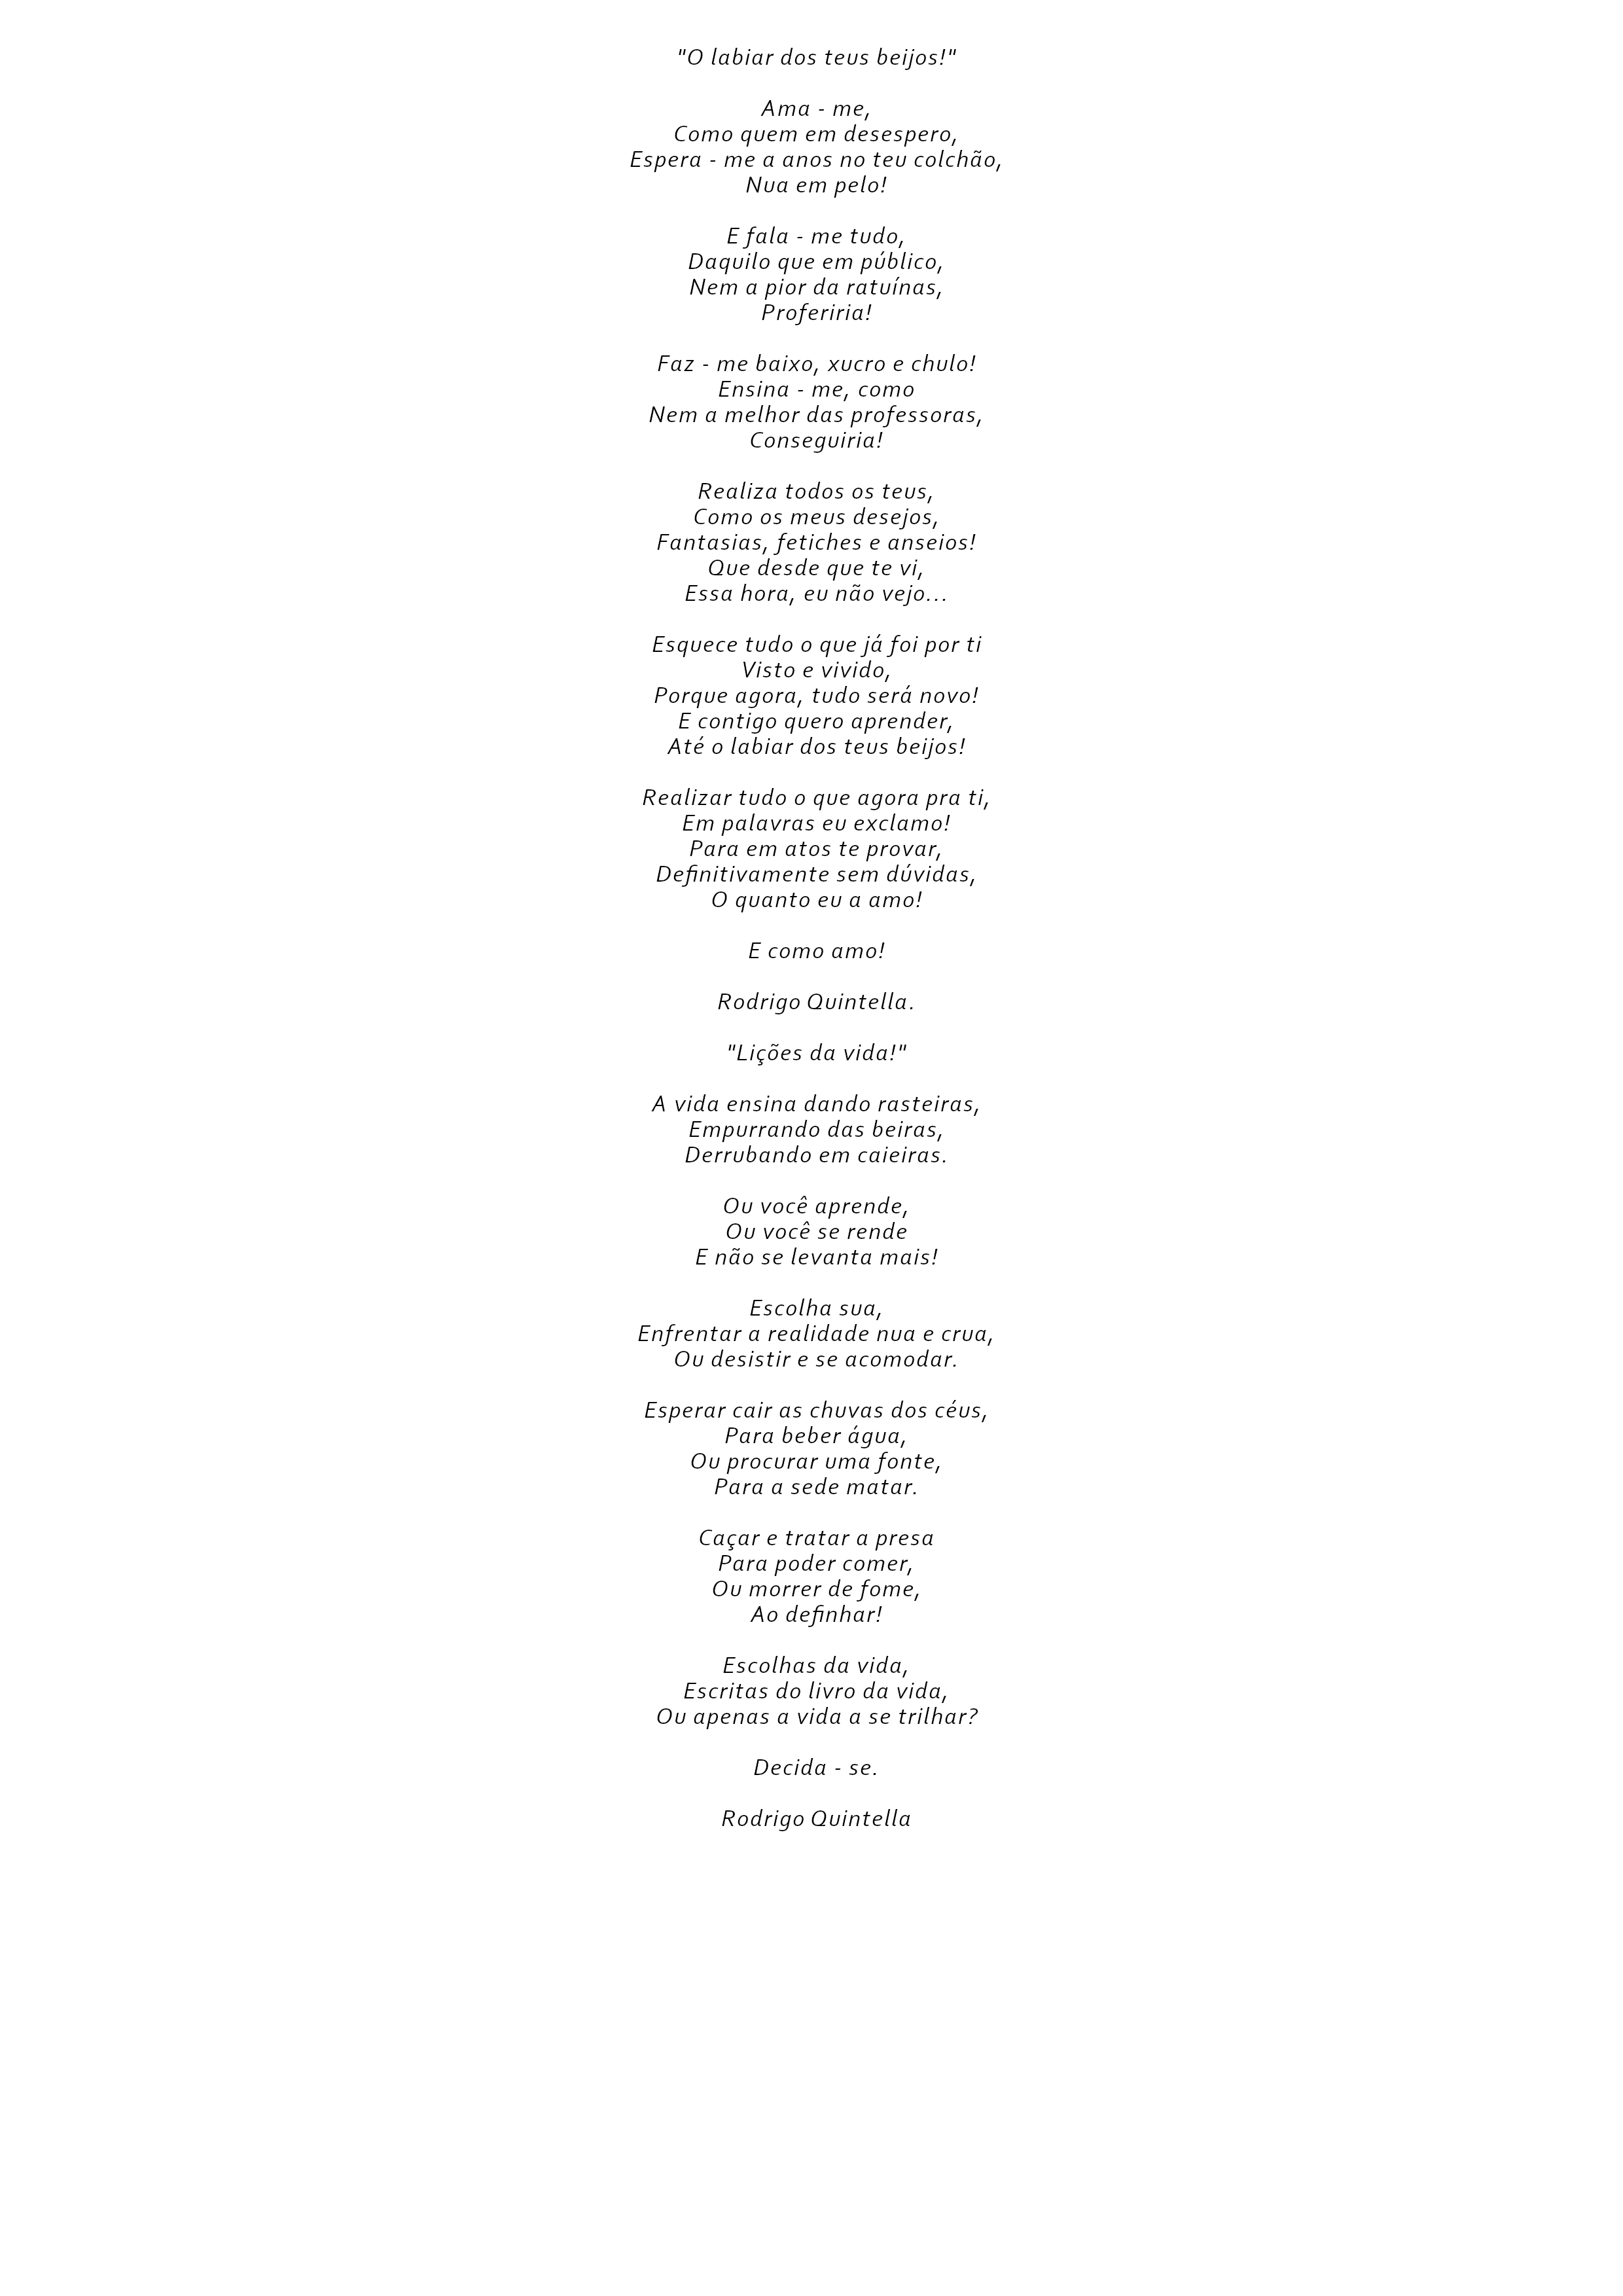 "O labiar dos teus beijos!"
Ama - me,
Como quem em desespero,
Espera - me a anos no teu colchão,
Nua em pelo!
E fala - me tudo,
Daquilo que em público,
Nem a pior da ratuínas,
Proferiria!
Faz - me baixo, xucro e chulo!
Ensina - me, como
Nem a melhor das professoras,
Conseguiria!
Realiza todos os teus,
Como os meus desejos,
Fantasias, fetiches e anseios!
Que desde que te vi,
Essa hora, eu não vejo...
Esquece tudo o que já foi por ti
Visto e vivido,
Porque agora, tudo será novo!
E contigo quero aprender,
Até o labiar dos teus beijos!
Realizar tudo o que agora pra ti,
Em palavras eu exclamo!
Para em atos te provar,
Definitivamente sem dúvidas,
O quanto eu a amo!
E como amo!
Rodrigo Quintella.
"Lições da vida!"
A vida ensina dando rasteiras,
Empurrando das beiras,
Derrubando em caieiras.
Ou você aprende,
Ou você se rende
E não se levanta mais!
Escolha sua,
Enfrentar a realidade nua e crua,
Ou desistir e se acomodar.
Esperar cair as chuvas dos céus,
Para beber água,
Ou procurar uma fonte,
Para a sede matar.
Caçar e tratar a presa
Para poder comer,
Ou morrer de fome,
Ao definhar!
Escolhas da vida,
Escritas do livro da vida,
Ou apenas a vida a se trilhar?
Decida - se.
Rodrigo Quintella